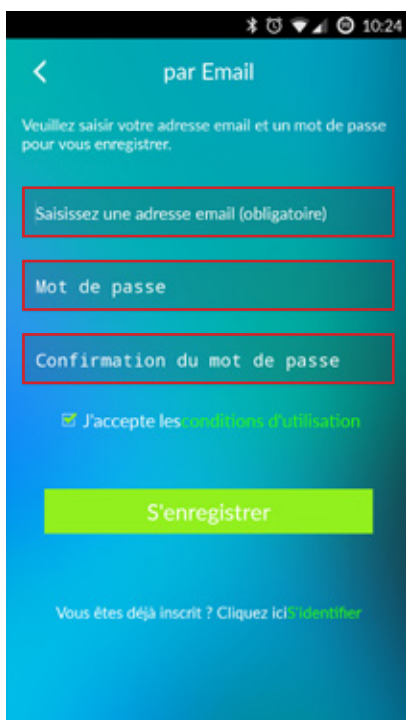 10:24
par Email
Veuillez saisir votre adresse email et un mot de passe
pour vous enregistrer.
Saisissez une adresse email (obligatoire)
Mot de passe
Confirmation du mot de passe
J'accepte lesconditions d'utilisation
S'enregistrer
Vous êtes déjà inscrit ? Cliquez iciS'identifier